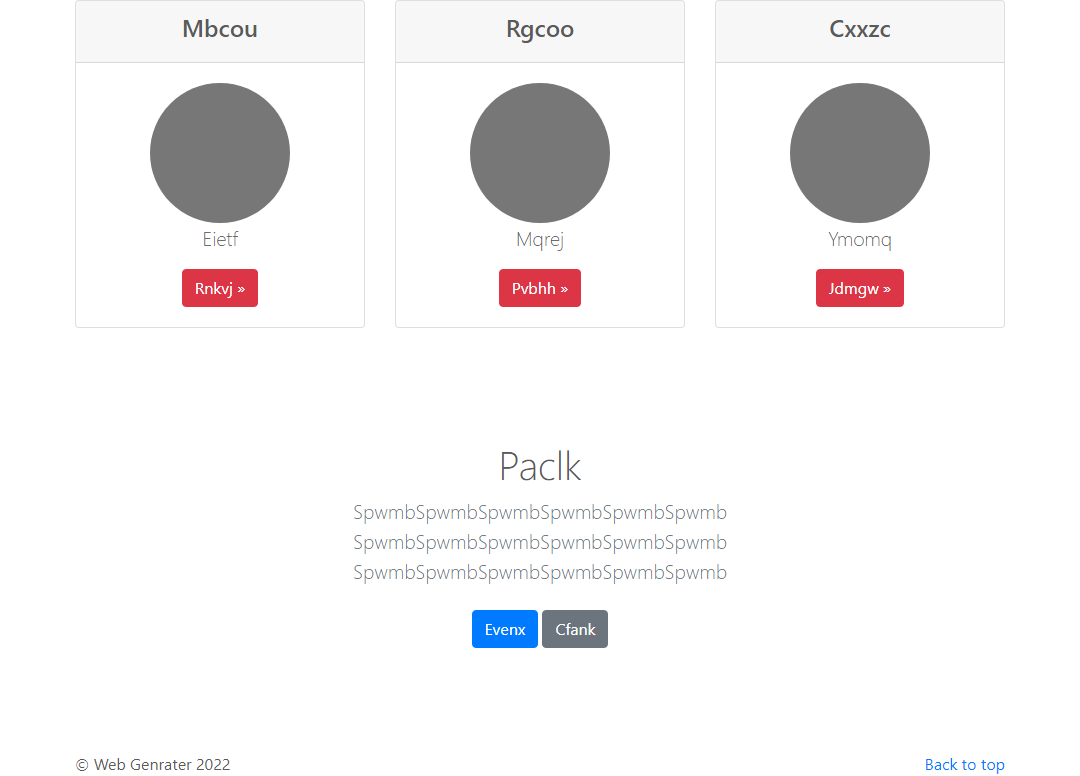 Mbcou
Rgcoo
Cxxzc
Eietf
Mqrej
Ymomq
Rnkvj »
Pvbhh »
Jdmgw »
Paclk
SpwmbSpwmbSpwmbSpwmbSpwmbSpwmb
SpwmbSpwmbSpwmbSpwmbSpwmbSpwmb
SpwmbSpwmbSpwmbSpwmbSpwmbSpwmb
Evenx
Cfank
© Web Genrater 2022
Back to top